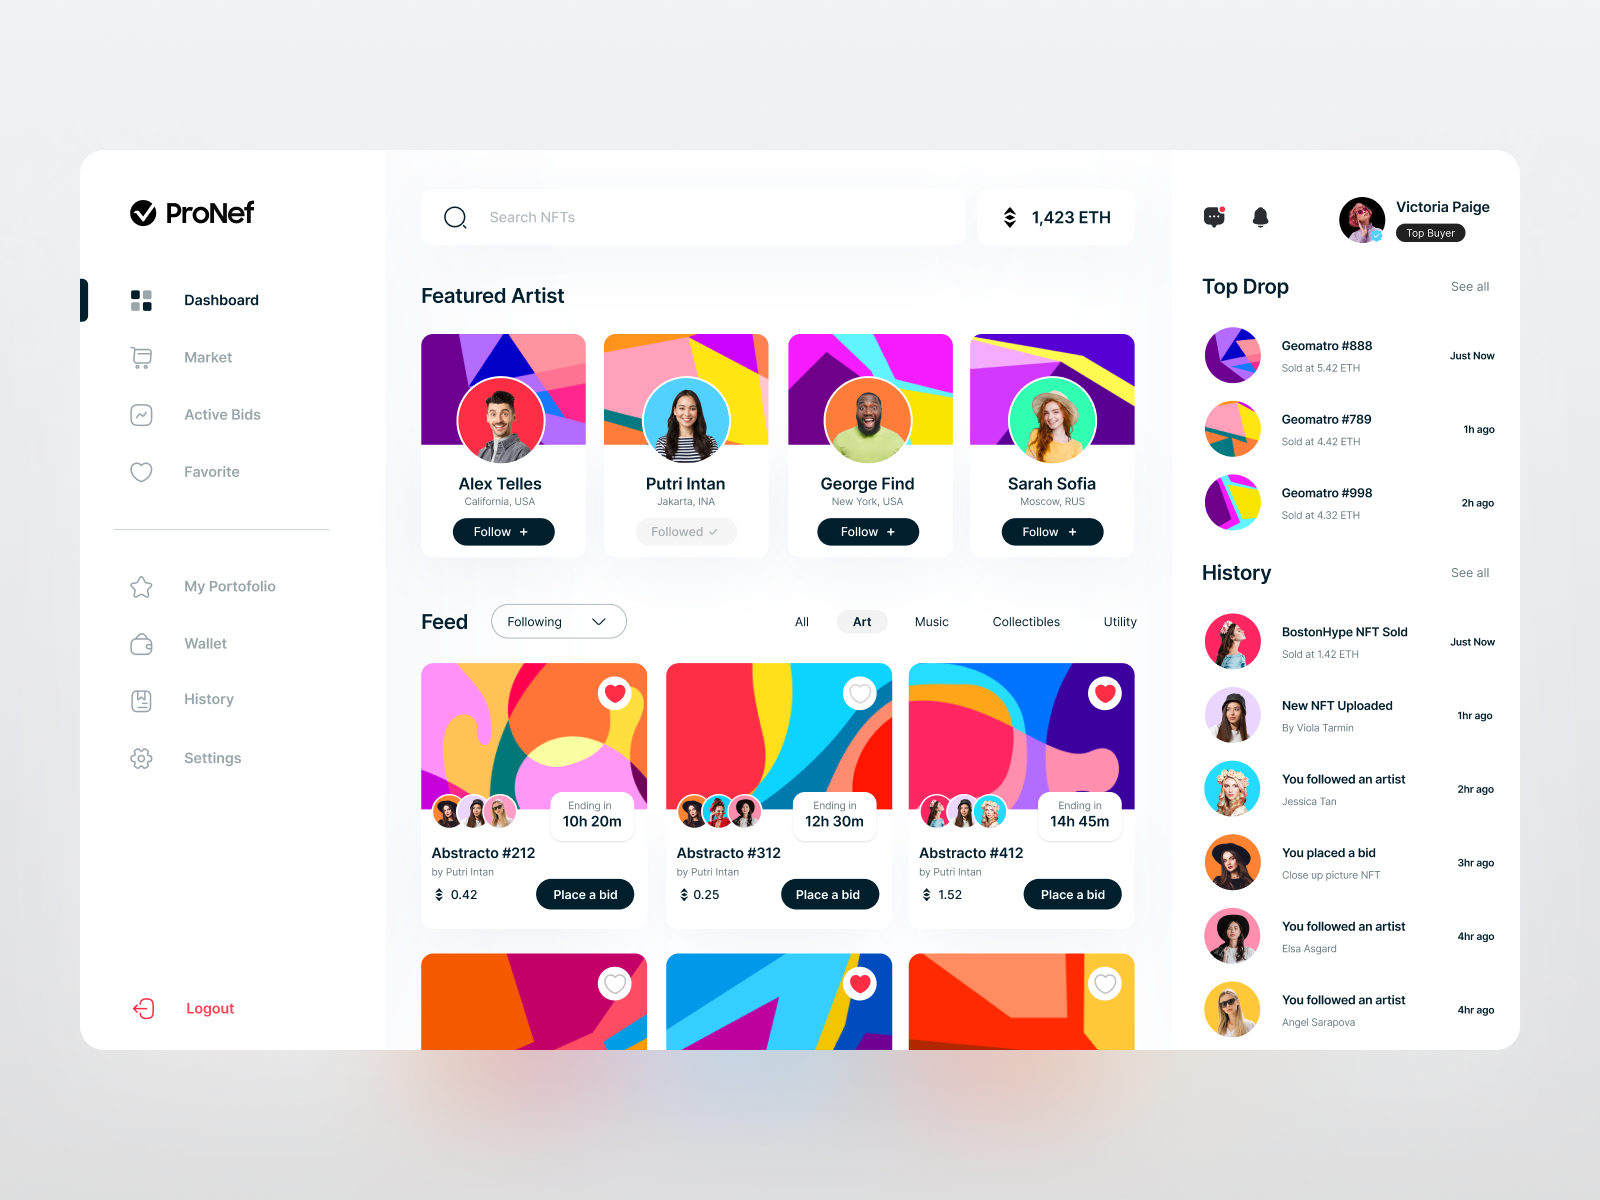 ProNef
Dashboard
Market
Active Bids
Favorite
My Portofolio
Wallet
History
Settings
Logout
Search NFTs
1,423 ETH
Featured Artist
Alex Telles
California, USA
Follow +
Putri Intan
Jakarta, INA
Followed
George Find
New York, USA
Follow +
Sarah Sofia
Moscow, RUS
Follow +
Feed
Following
All
Art
Music
Collectibles
Utility
Ending in
10h 20m
Abstracto #212
by Putri Intan
0.42
Place a bid
Ending in
12h 30m
Abstracto #312
by Putri Intan
0.25
Place a bid
Ending in
14h 45m
Abstracto #412
by Putri Intan
1.52
Place a bid
Victoria Paige
Top Buyer
Top Drop
See all
Geomatro #888
Sold at 5.42 ETH
Just Now
Geomatro #789
Sold at 4.42 ETH
1h ago
Geomatro #998
Sold at 4.32 ETH
2h ago
History
See all
BostonHype NFT Sold
Sold at 1.42 ETH
Just Now
New NFT Uploaded
By Viola Tarmin
1hr ago
You followed an artist
Jessica Tan
2hr ago
You placed a bid
Close up picture NFT
3hr ago
You followed an artist
Elsa Asgard
4hr ago
You followed an artist
Angel Sarapova
4hr ago